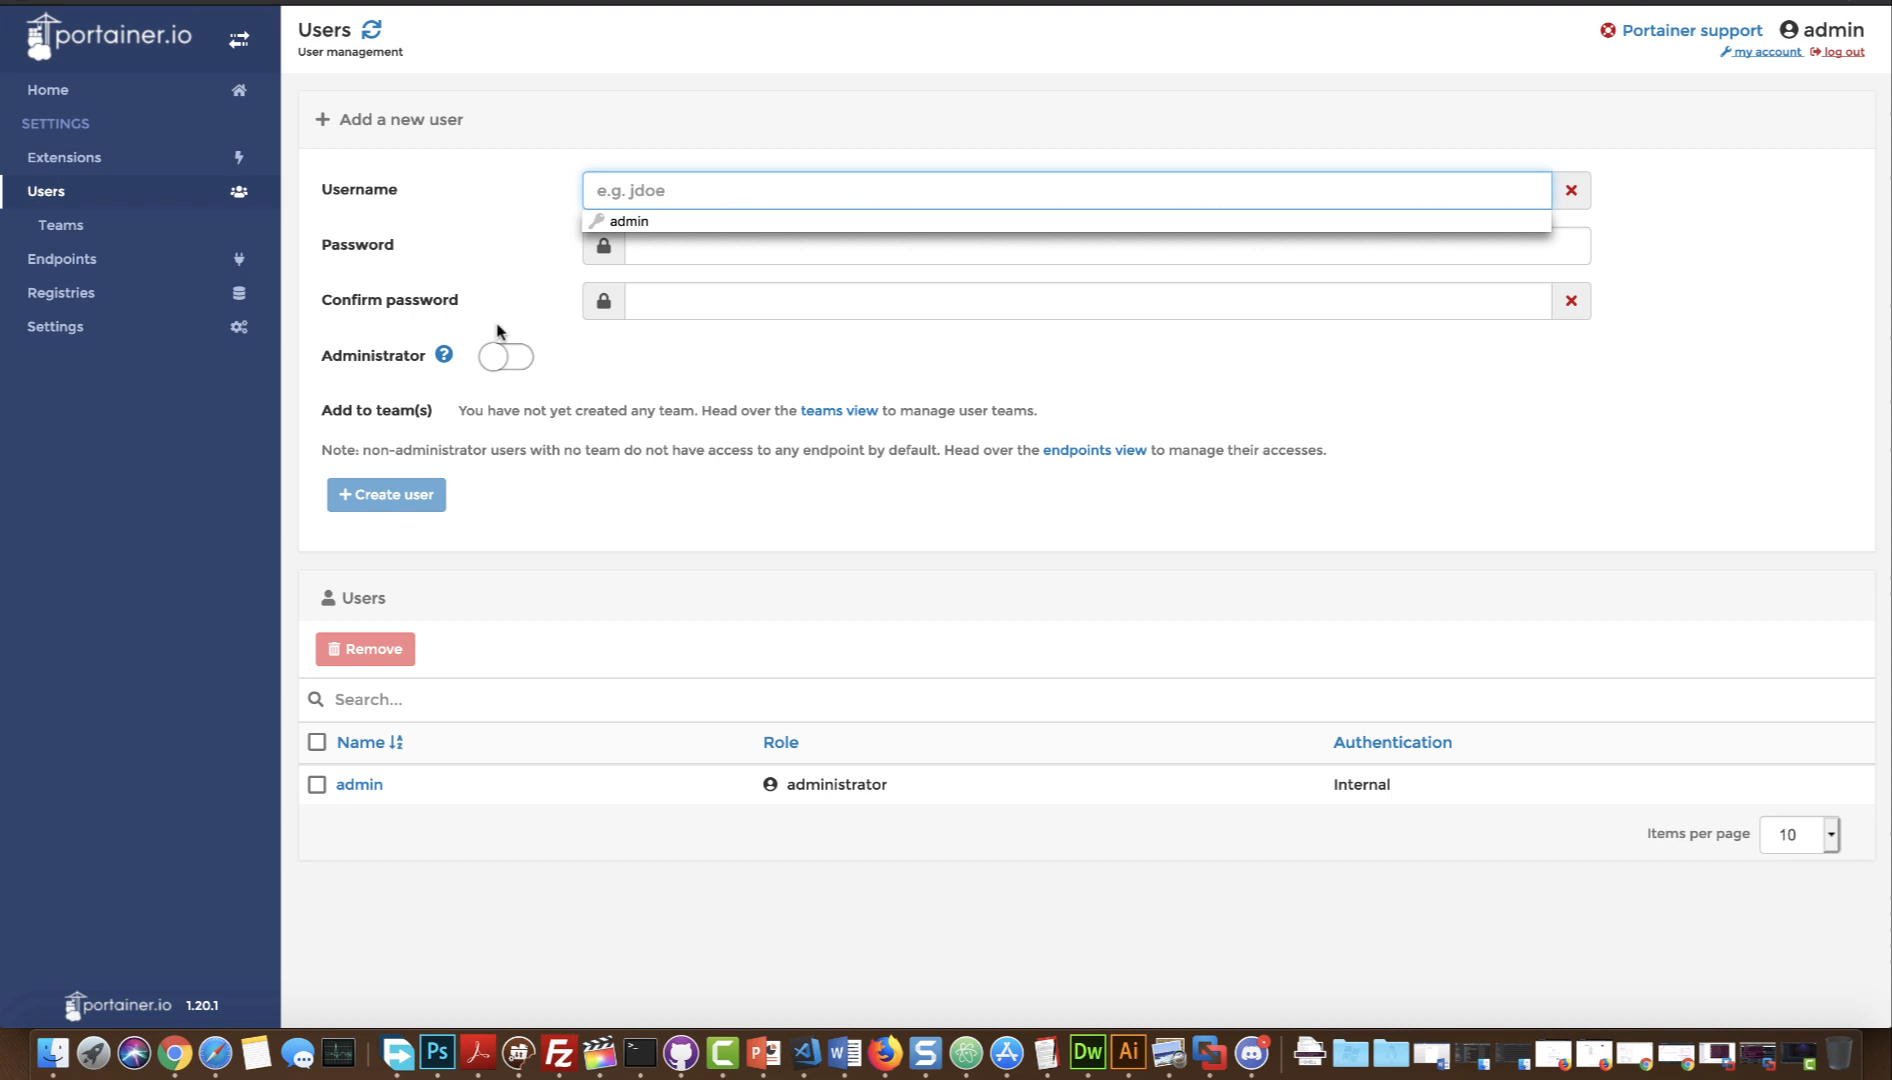 portainer.io
Home
SETTINGS
Extensions
Users
Teams
Endpoints
Registries
Settings
portainer.io 1.20.1
Users
User management
Portainer support admin
my account log out
Add a new user
Username e.g. jdoe
admin
Password
Confirm password
Administrator
Add to team(s) You have not yet created any team. Head over the teams view to manage user teams.
Note: non-administrator users with no team do not have access to any endpoint by default. Head over the endpoints view to manage their accesses.
+ Create user
Users
Remove
Search...
Name Role Authentication
admin administrator Internal
Items per page 10
Ps Fz C P W S Dw Ai